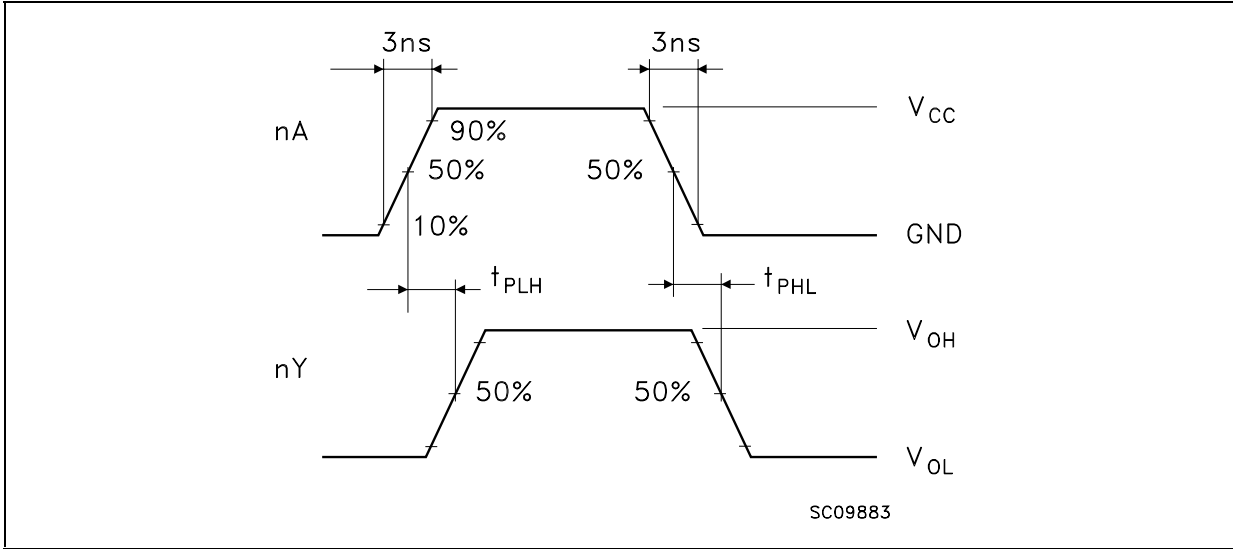 3ns 3ns
V_CC
nA
90%
50% 50%
10%
GND
t_PLH t_PHL
V_OH
nY
50% 50%
V_OL
SC09883